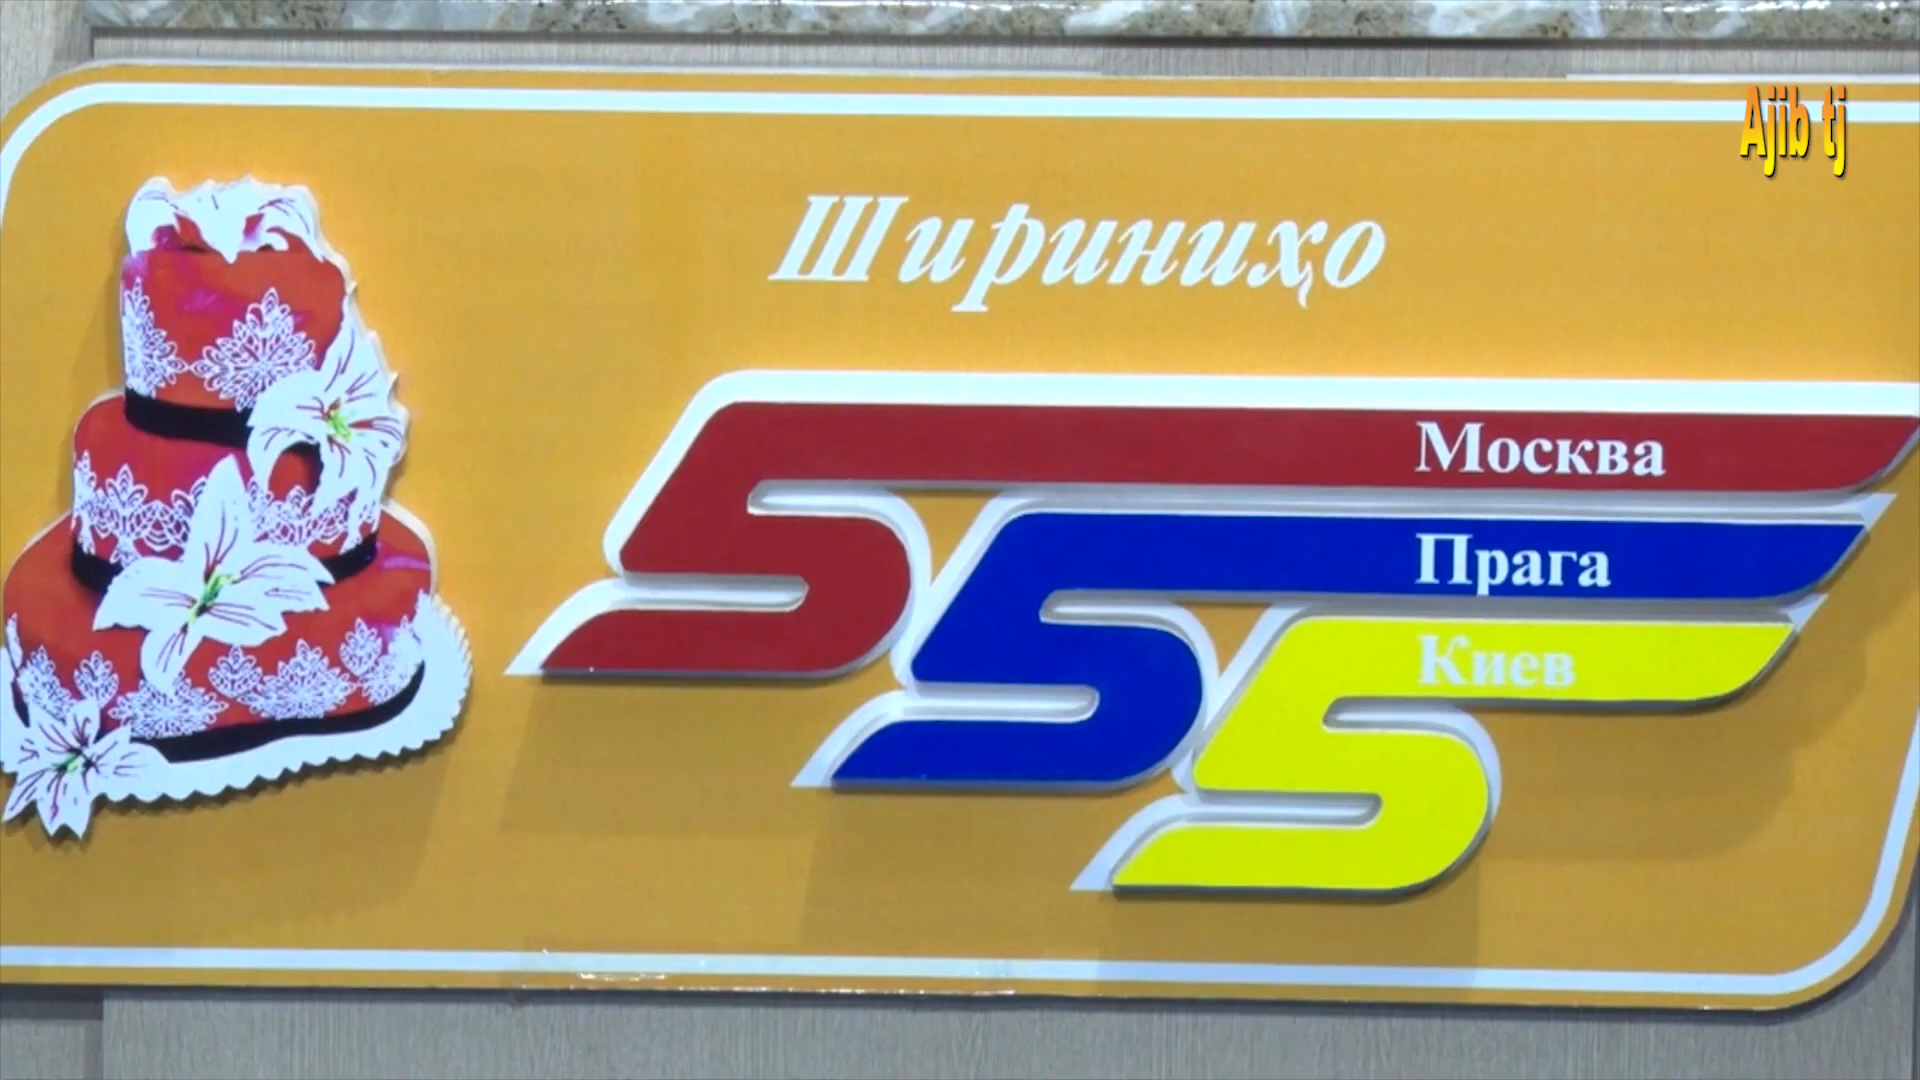 Ajib tj
Шириниҳо
555
Москва
Прага
Киев